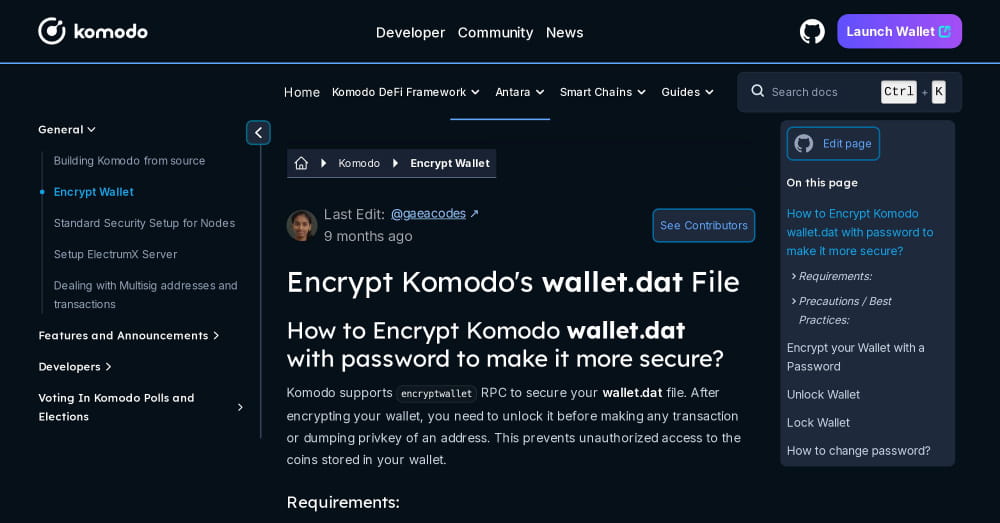 komodo
Developer Community News
Launch Wallet
Home Komodo DeFi Framework Antara Smart Chains Guides
Search docs Ctrl + K
General
Building Komodo from source
Encrypt Wallet
Standard Security Setup for Nodes
Setup ElectrumX Server
Dealing with Multisig addresses and
transactions
Features and Announcements
Developers
Voting In Komodo Polls and
Elections
Komodo Encrypt Wallet
Last Edit: @gaeacodes ↗
9 months ago
See Contributors
Encrypt Komodo's wallet.dat File
How to Encrypt Komodo wallet.dat
with password to make it more secure?
Komodo supports encryptwallet RPC to secure your wallet.dat file. After
encrypting your wallet, you need to unlock it before making any transaction
or dumping privkey of an address. This prevents unauthorized access to the
coins stored in your wallet.
Requirements:
Edit page
On this page
How to Encrypt Komodo
wallet.dat with password to
make it more secure?
Requirements:
Precautions / Best
Practices:
Encrypt your Wallet with a
Password
Unlock Wallet
Lock Wallet
How to change password?